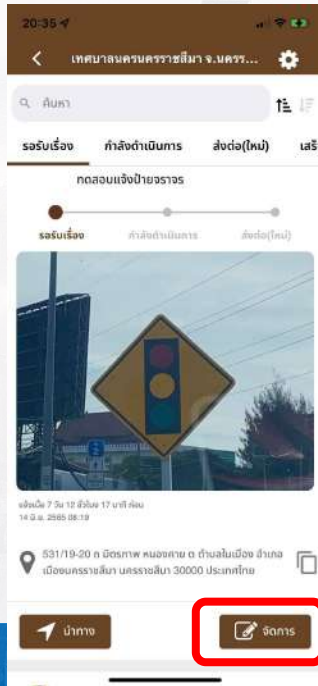 20:35
เทศบาลนครนครราชสีมา จ.นครร...
ค้นหา
รอรับเรื่อง กำลังดำเนินการ ส่งต่อ(ใหม่) เสร็
ทดสอบแจ้งป้ายจราจร
รอรับเรื่อง กำลังดำเนินการ ส่งต่อ(ใหม่)
แจ้งเมื่อ 7 วัน 12 ชั่วโมง 17 นาที ก่อน
14 มิ.ย. 2565 08:19
531/19-20 ถ มิตรภาพ หนองคาย ต ตำบลในเมือง อำเภอ
เมืองนครราชสีมา นครราชสีมา 30000 ประเทศไทย
นำทาง จัดการ